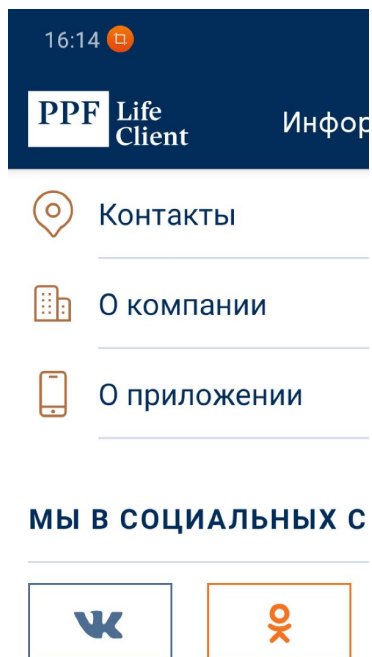 16:14
PPF Life Client
Инфор
Контакты
О компании
О приложении
МЫ В СОЦИАЛЬНЫХ С